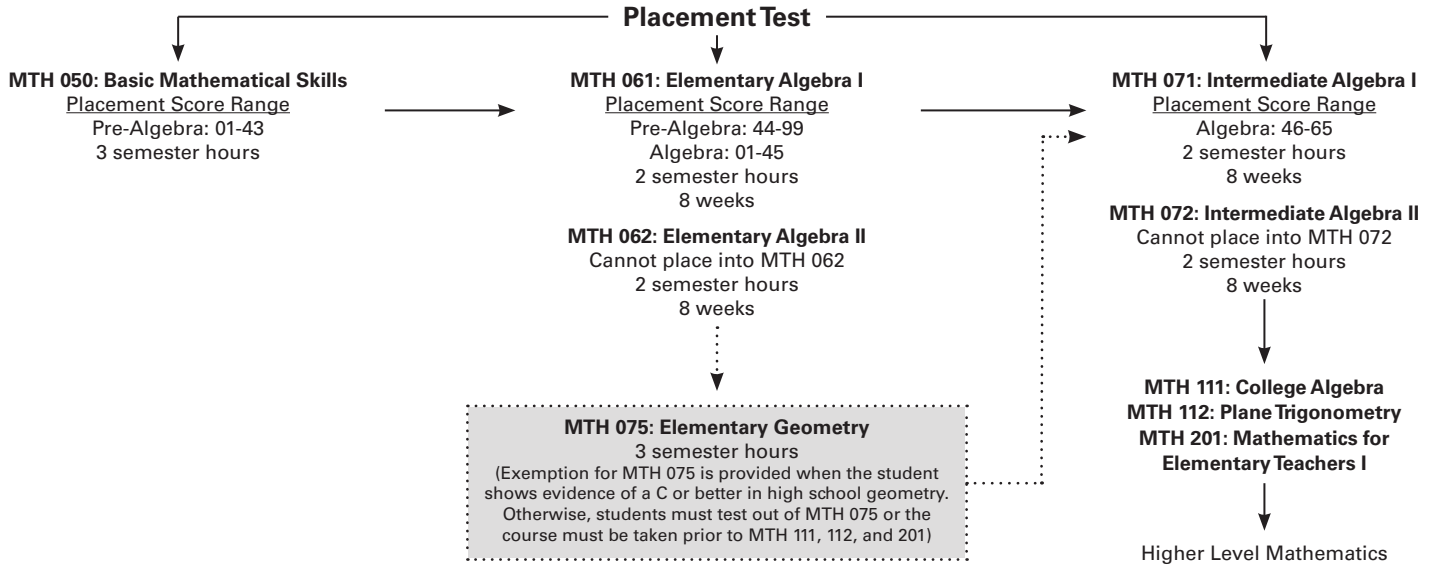 Placement Test
MTH 050: Basic Mathematical Skills
Placement Score Range
Pre-Algebra: 01-43
3 semester hours
MTH 061: Elementary Algebra I
Placement Score Range
Pre-Algebra: 44-99
Algebra: 01-45
2 semester hours
8 weeks
MTH 062: Elementary Algebra II
Cannot place into MTH 062
2 semester hours
8 weeks
MTH 075: Elementary Geometry
3 semester hours
(Exemption for MTH 075 is provided when the student
shows evidence of a C or better in high school geometry.
Otherwise, students must test out of MTH 075 or the
course must be taken prior to MTH 111, 112, and 201)
MTH 071: Intermediate Algebra I
Placement Score Range
Algebra: 46-65
2 semester hours
8 weeks
MTH 072: Intermediate Algebra II
Cannot place into MTH 072
2 semester hours
8 weeks
MTH 111: College Algebra
MTH 112: Plane Trigonometry
MTH 201: Mathematics for
Elementary Teachers I
Higher Level Mathematics